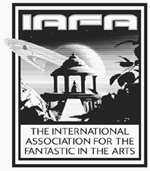 IAFA
THE INTERNATIONAL
ASSOCIATION FOR THE
FANTASTIC IN THE ARTS